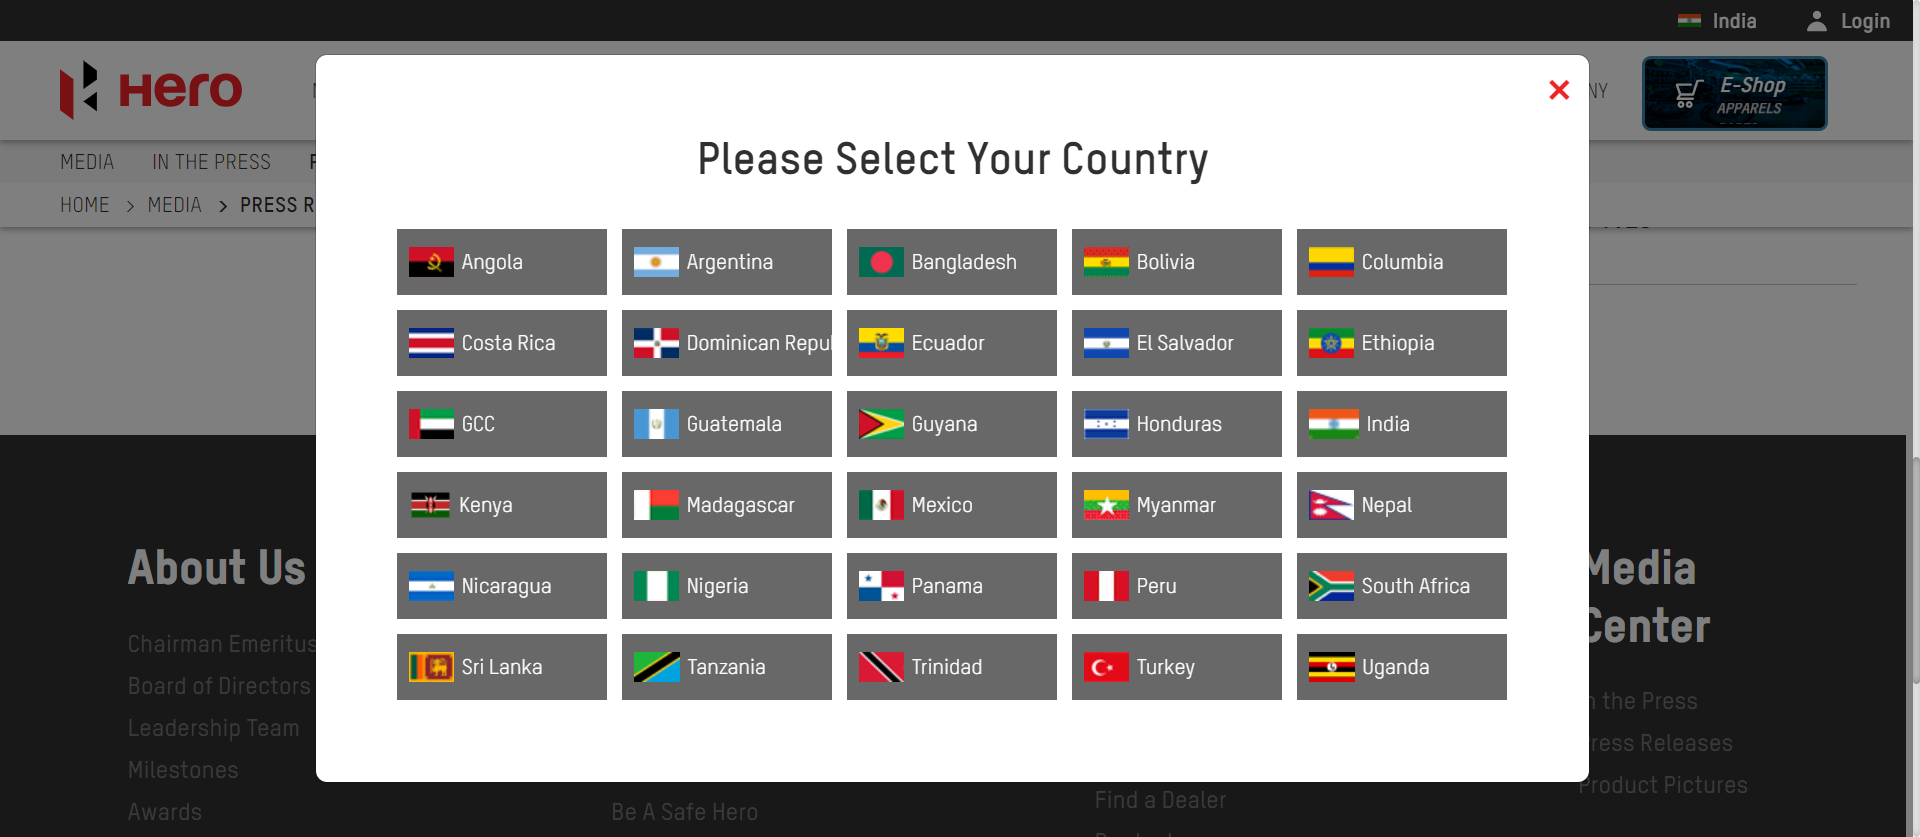 India Login
Hero
NY
E-Shop
APPARELS
MEDIA IN THE PRESS
HOME > MEDIA > PRESS R
Please Select Your Country
Angola Argentina Bangladesh Bolivia Columbia
Costa Rica Dominican Repul Ecuador El Salvador Ethiopia
GCC Guatemala Guyana Honduras India
Kenya Madagascar Mexico Myanmar Nepal
Nicaragua Nigeria Panama Peru South Africa
Sri Lanka Tanzania Trinidad Turkey Uganda
About Us
Chairman Emeritus
Board of Directors
Leadership Team
Milestones
Awards
Be A Safe Hero
Find a Dealer
Media
Center
n the Press
ress Releases
Product Pictures